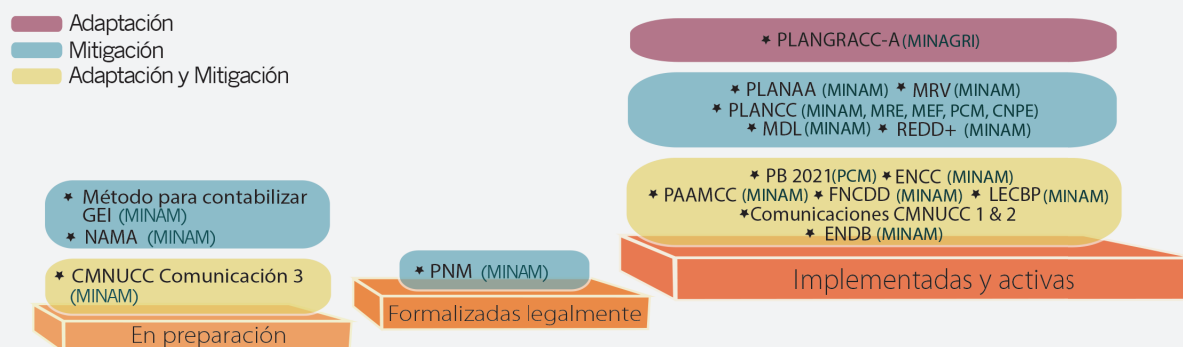 Adaptación
Mitigación
Adaptación y Mitigación
★ Método para contabilizar
GEI (MINAM)
★ NAMA (MINAM)
★ CMNUCC Comunicación 3
(MINAM)
En preparación
★ PNM (MINAM)
Formalizadas legalmente
★ PLANGRACC-A (MINAGRI)
★ PLANAA (MINAM) ★ MRV (MINAM)
★ PLANCC (MINAM, MRE, MEF, PCM, CNPE)
★ MDL (MINAM) ★ REDD+ (MINAM)
★ PB 2021(PCM) ★ ENCC (MINAM)
★ PAAMCC (MINAM) ★ FNCDD (MINAM) ★ LECBP (MINAM)
★Comunicaciones CMNUCC 1 & 2
★ ENDB (MINAM)
Implementadas y activas